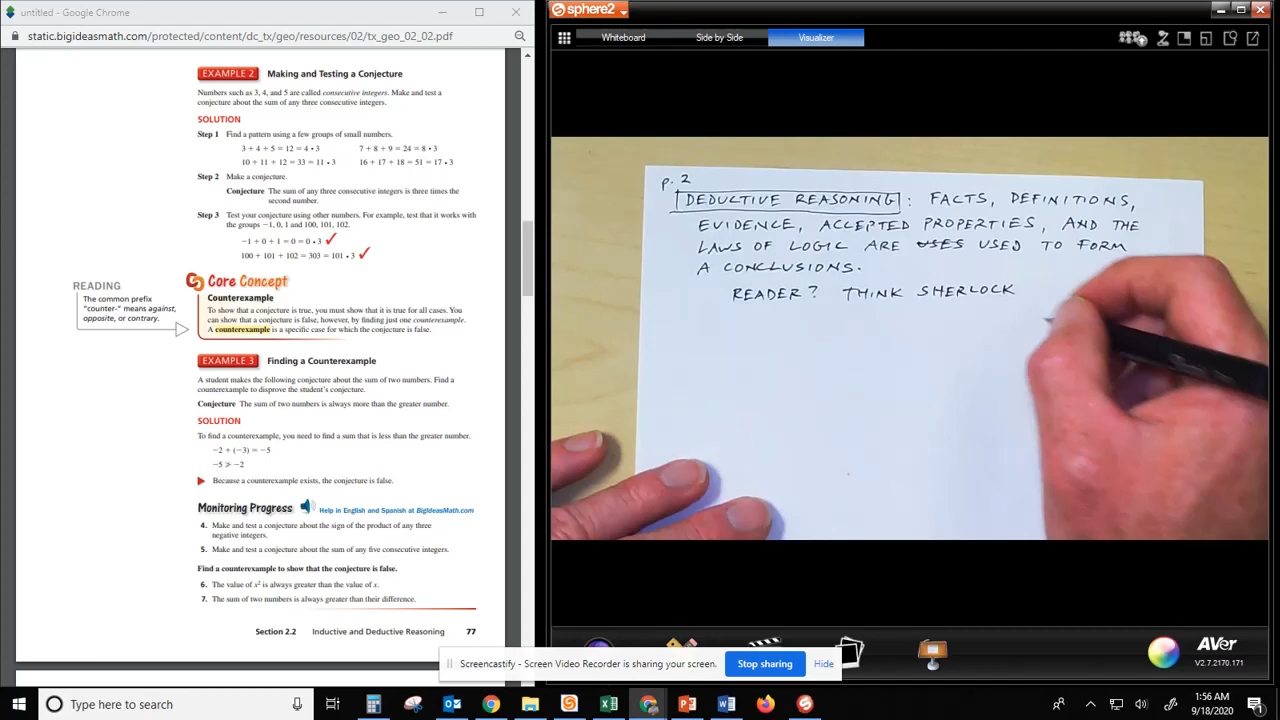 untitled - Google Chrome
static.bigideasmath.com/protected/content/dc_tx/geo/resources/02/tx_geo_02_02.pdf
EXAMPLE 2 Making and Testing a Conjecture
Numbers such as 3, 4, and 5 are called consecutive integers. Make and test a
conjecture about the sum of any three consecutive integers.
SOLUTION
Step 1 Find a pattern using a few groups of small numbers.
3 + 4 + 5 = 12 = 4 • 3 7 + 8 + 9 = 24 = 8 • 3
10 + 11 + 12 = 33 = 11 • 3 16 + 17 + 18 = 51 = 17 • 3
Step 2 Make a conjecture.
Conjecture The sum of any three consecutive integers is three times the
second number.
Step 3 Test your conjecture using other numbers. For example, test that it works with
the groups −1, 0, 1 and 100, 101, 102.
−1 + 0 + 1 = 0 = 0 • 3 ✓
100 + 101 + 102 = 303 = 101 • 3 ✓
Core Concept
READING
The common prefix
"counter-" means against,
opposite, or contrary.
Counterexample
To show that a conjecture is true, you must show that it is true for all cases. You
can show that a conjecture is false, however, by finding just one counterexample.
A counterexample is a specific case for which the conjecture is false.
EXAMPLE 3 Finding a Counterexample
A student makes the following conjecture about the sum of two numbers. Find a
counterexample to disprove the student's conjecture.
Conjecture The sum of two numbers is always more than the greater number.
SOLUTION
To find a counterexample, you need to find a sum that is less than the greater number.
−2 + (−3) = −5
−5 ≯ −2
Because a counterexample exists, the conjecture is false.
Monitoring Progress Help in English and Spanish at BigIdeasMath.com
4. Make and test a conjecture about the sign of the product of any three
negative integers.
5. Make and test a conjecture about the sum of any five consecutive integers.
Find a counterexample to show that the conjecture is false.
6. The value of x² is always greater than the value of x.
7. The sum of two numbers is always greater than their difference.
Section 2.2 Inductive and Deductive Reasoning 77
sphere2
Whiteboard Side by Side Visualizer
p. 2
DEDUCTIVE REASONING : FACTS, DEFINITIONS,
EVIDENCE, ACCEPTED PROPERTIES, AND THE
LAWS OF LOGIC ARE USES USED TO FORM
A CONCLUSIONS.
READER? THINK SHERLOCK
AVer
V2.7.2170.171
Screencastify - Screen Video Recorder is sharing your screen. Stop sharing Hide
Type here to search
1:56 AM
9/18/2020